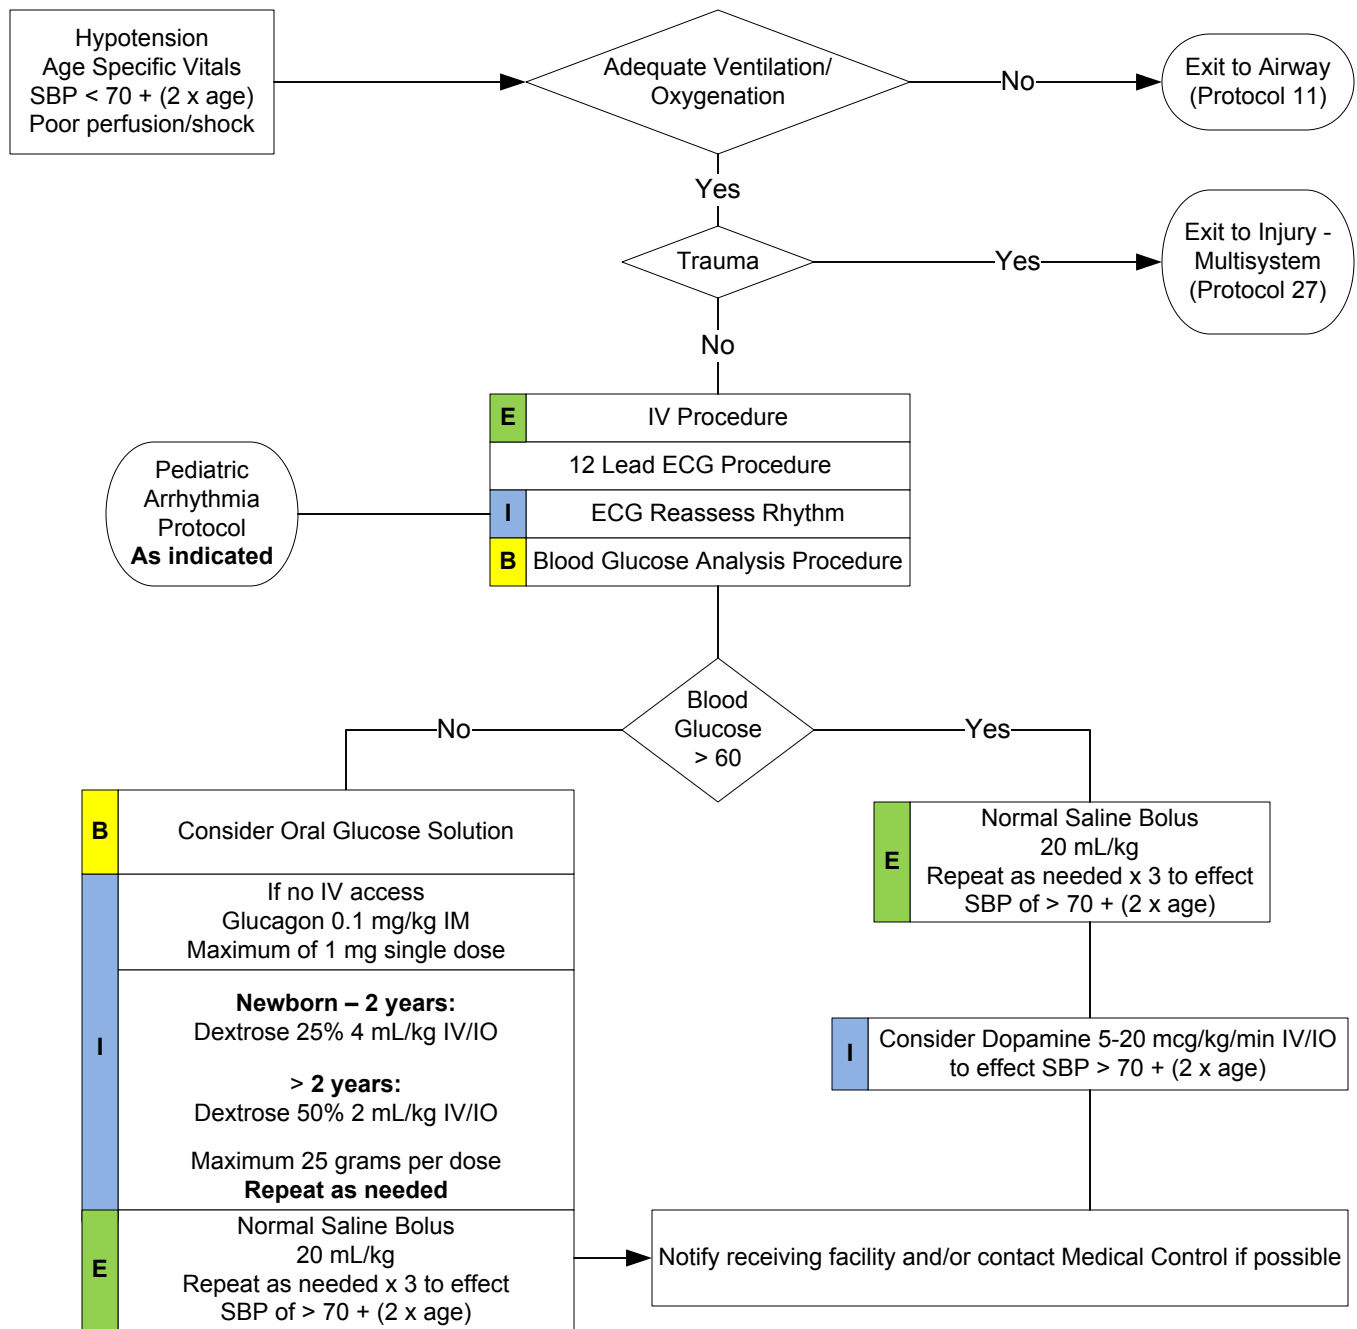 Hypotension
Age Specific Vitals
SBP < 70 + (2 x age)
Poor perfusion/shock
Adequate Ventilation/
Oxygenation
No
Exit to Airway
(Protocol 11)
Yes
Trauma
Yes
Exit to Injury -
Multisystem
(Protocol 27)
No
E
IV Procedure
12 Lead ECG Procedure
I
ECG Reassess Rhythm
B
Blood Glucose Analysis Procedure
Pediatric
Arrhythmia
Protocol
As indicated
Blood
Glucose
> 60
No
Yes
B
Consider Oral Glucose Solution
I
If no IV access
Glucagon 0.1 mg/kg IM
Maximum of 1 mg single dose
Newborn – 2 years:
Dextrose 25% 4 mL/kg IV/IO
> 2 years:
Dextrose 50% 2 mL/kg IV/IO
Maximum 25 grams per dose
Repeat as needed
E
Normal Saline Bolus
20 mL/kg
Repeat as needed x 3 to effect
SBP of > 70 + (2 x age)
E
Normal Saline Bolus
20 mL/kg
Repeat as needed x 3 to effect
SBP of > 70 + (2 x age)
I
Consider Dopamine 5-20 mcg/kg/min IV/IO
to effect SBP > 70 + (2 x age)
Notify receiving facility and/or contact Medical Control if possible